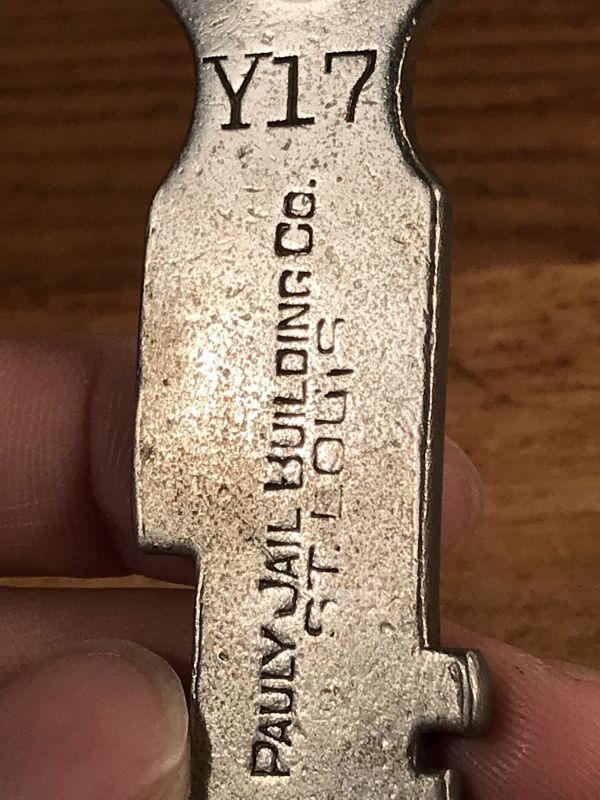 Y17
PAULY JAIL BUILDING CO.
ST. LOUIS